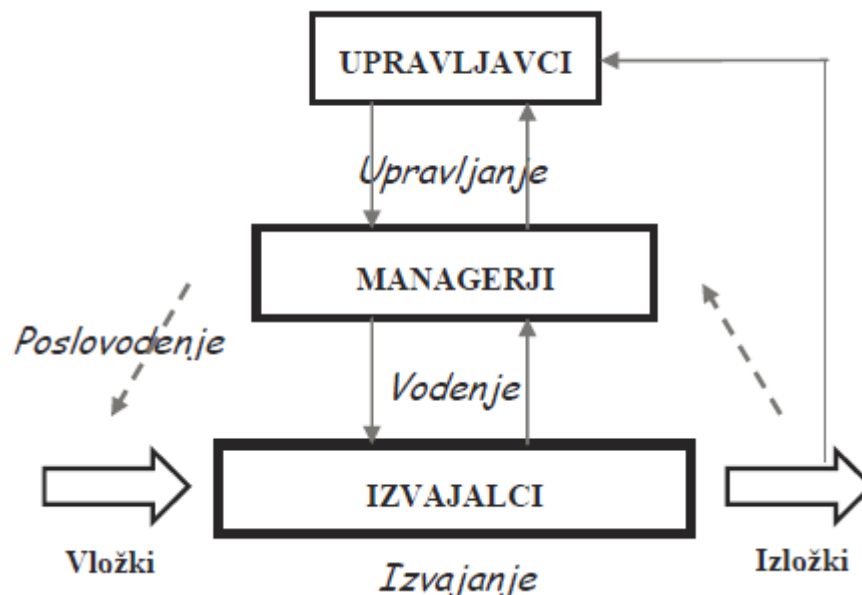 UPRAVLJAVCI
Upravljanje
MANAGERJI
Poslovodenje
Vodenje
IZVAJALCI
Vložki
Izložki
Izvajanje